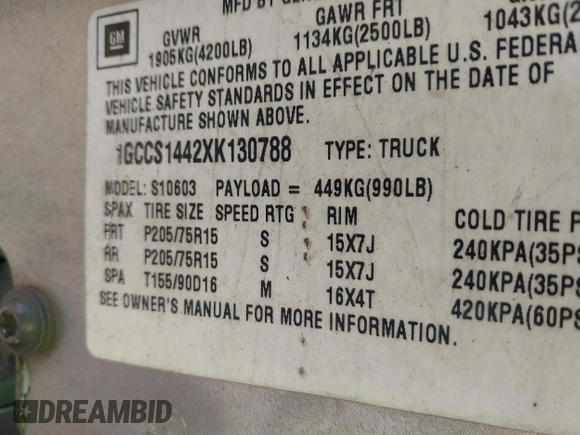 MFD BY
GM GVWR GAWR FRT
1905KG(4200LB) 1134KG(2500LB) 1043KG(2
THIS VEHICLE CONFORMS TO ALL APPLICABLE U.S. FEDERA
VEHICLE SAFETY STANDARDS IN EFFECT ON THE DATE OF
MANUFACTURE SHOWN ABOVE.
1GCCS1442XK130788 TYPE: TRUCK
MODEL: S10603 PAYLOAD = 449KG(990LB)
SPAX TIRE SIZE SPEED RTG RIM COLD TIRE P
FRT P205/75R15 S 15X7J 240KPA(35PS
RR P205/75R15 S 15X7J 240KPA(35PS
SPA T155/90D16 M 16X4T 420KPA(60PS
SEE OWNER'S MANUAL FOR MORE INFORMATION.
DREAMBID